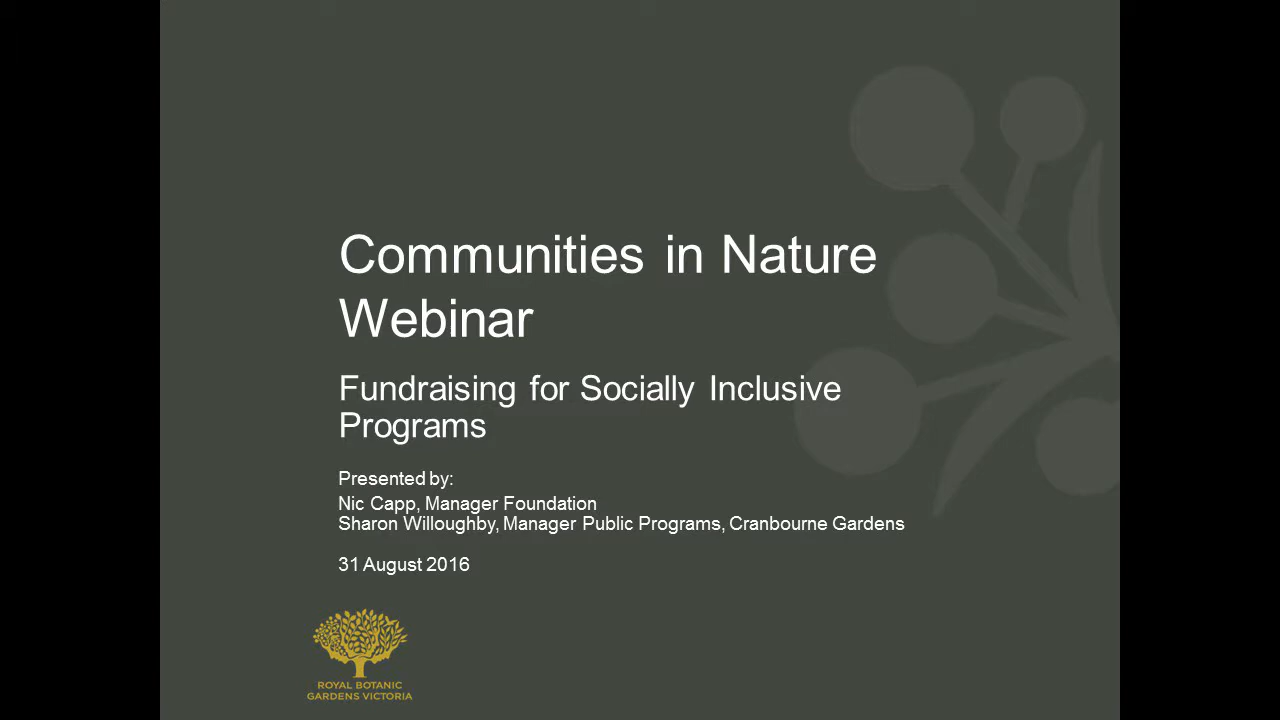 Communities in Nature
Webinar
Fundraising for Socially Inclusive
Programs
Presented by:
Nic Capp, Manager Foundation
Sharon Willoughby, Manager Public Programs, Cranbourne Gardens
31 August 2016
ROYAL BOTANIC
GARDENS VICTORIA